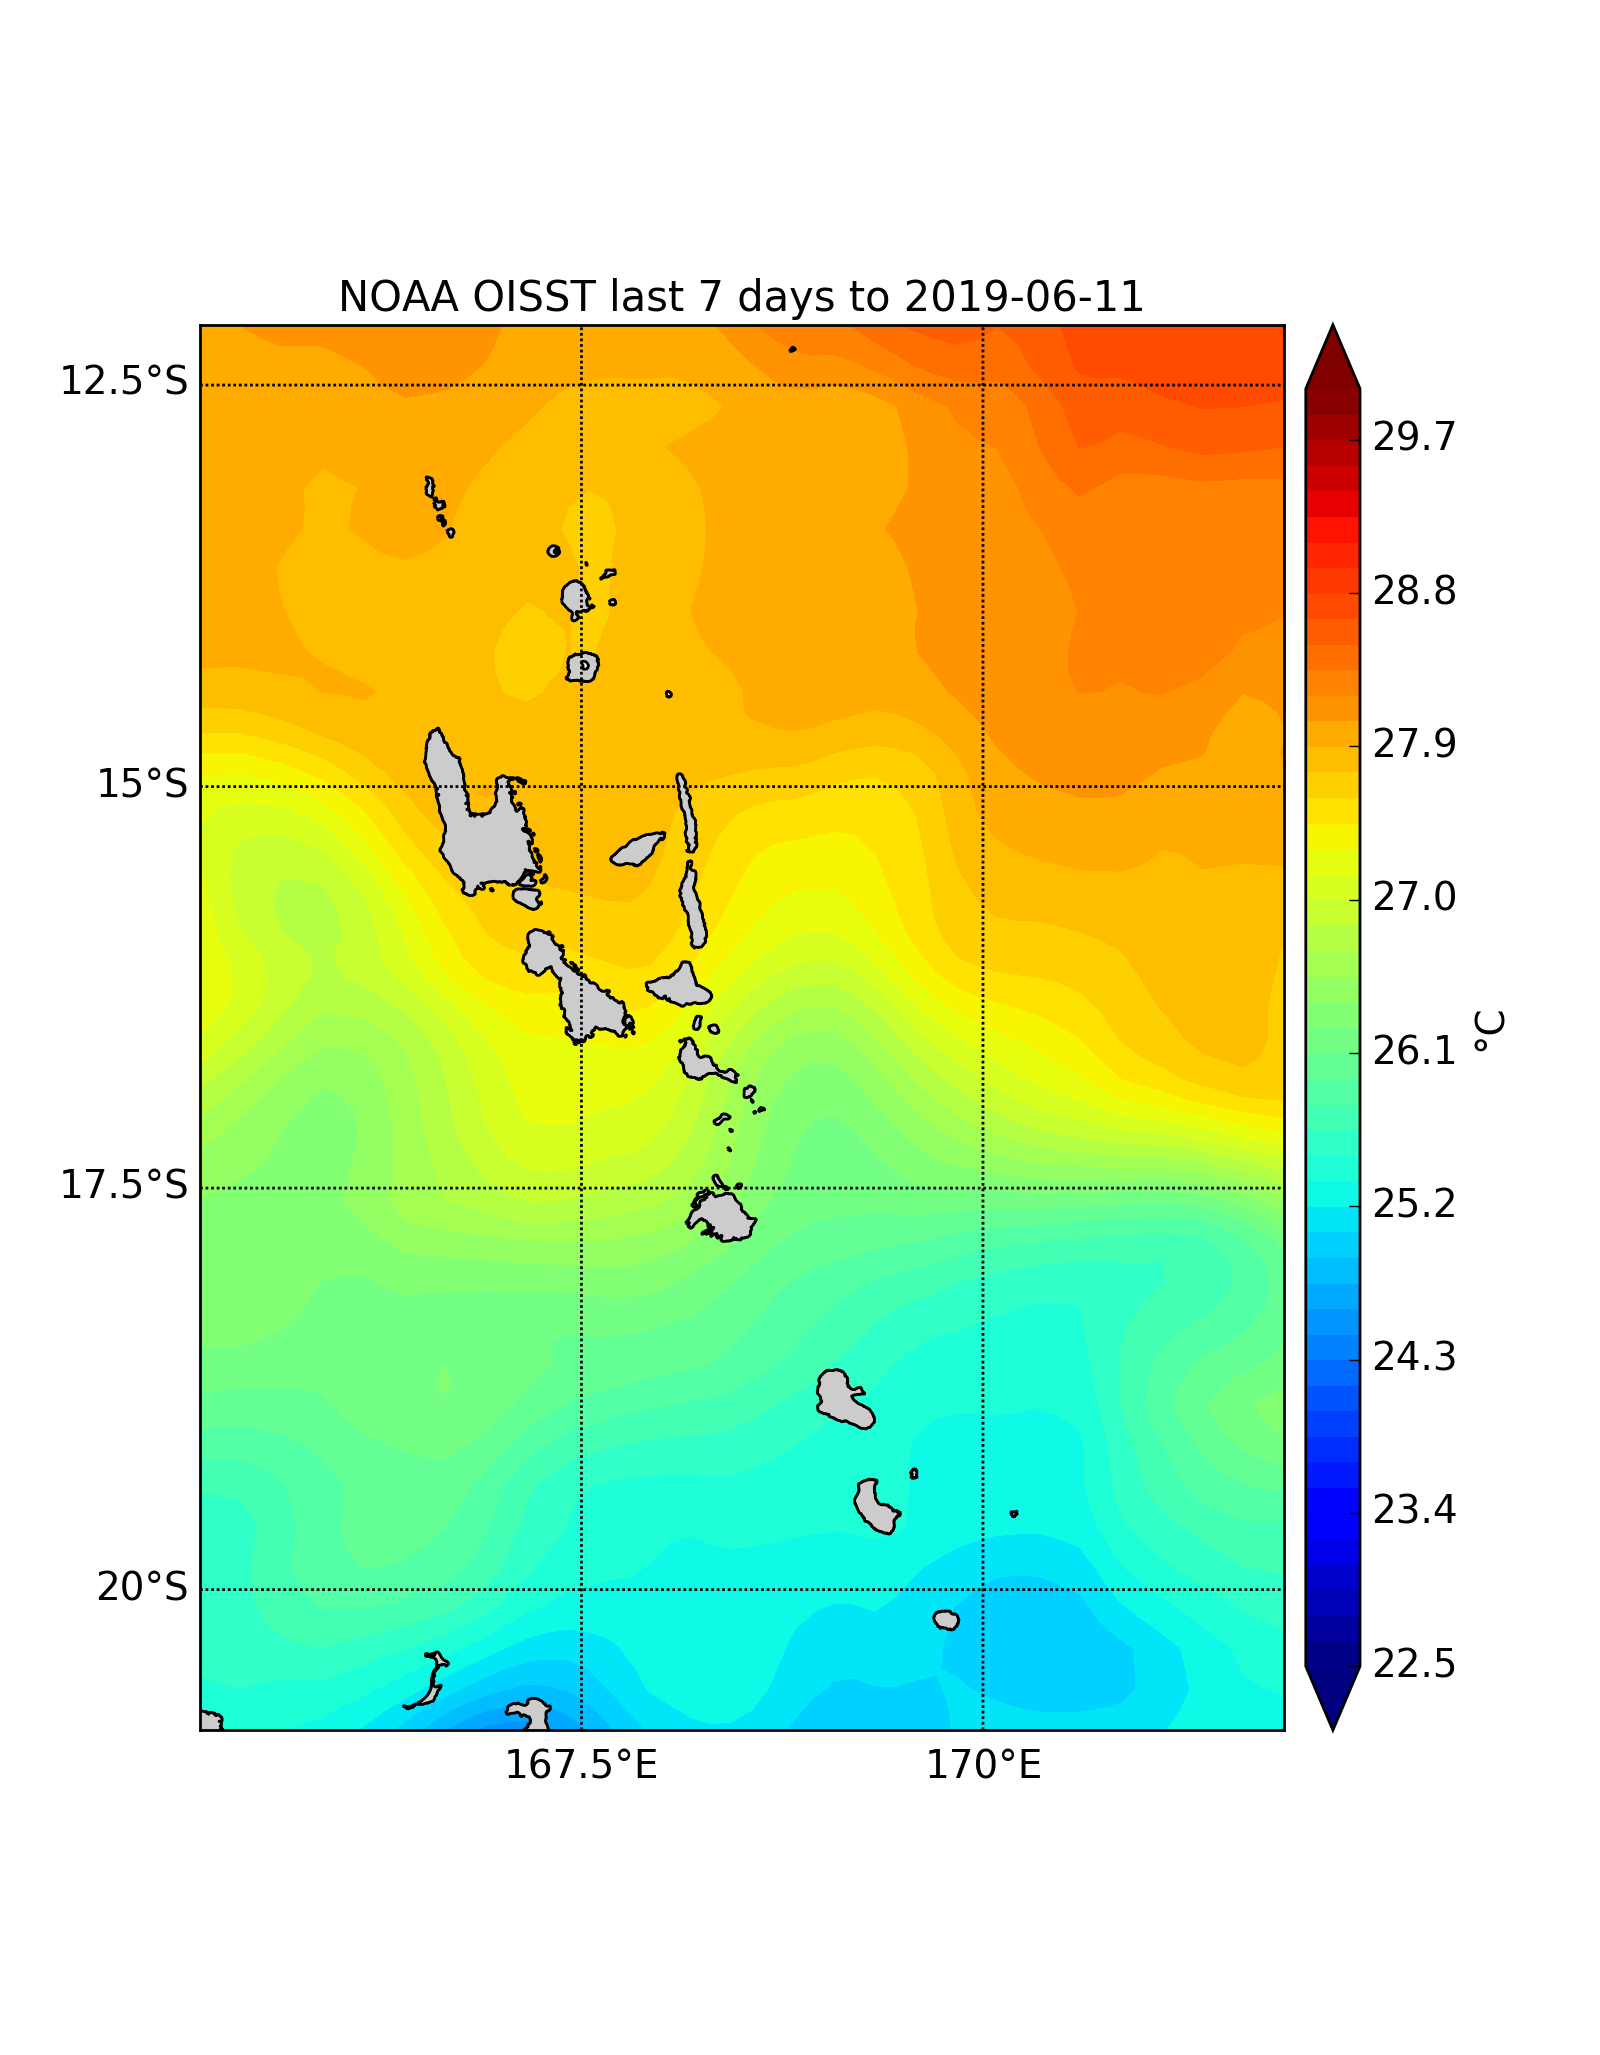 NOAA OISST last 7 days to 2019-06-11
12.5°S
15°S
17.5°S
20°S
167.5°E
170°E
29.7
28.8
27.9
27.0
26.1
25.2
24.3
23.4
22.5
°C